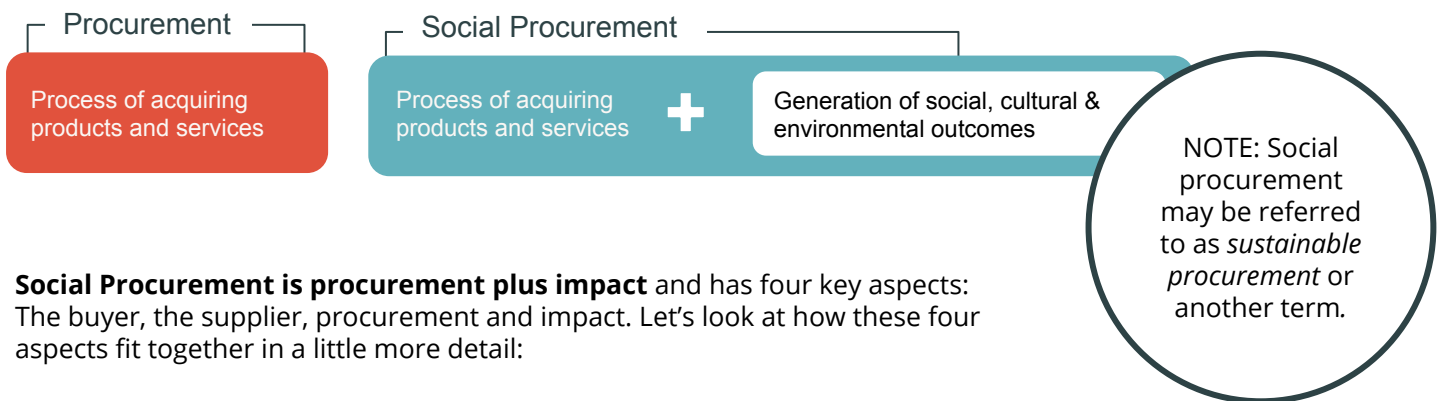 Procurement
Process of acquiring
products and services
Social Procurement
Process of acquiring
products and services
+
Generation of social, cultural &
environmental outcomes
NOTE: Social
procurement
may be referred
to as sustainable
procurement or
another term.
Social Procurement is procurement plus impact and has four key aspects:
The buyer, the supplier, procurement and impact. Let’s look at how these four
aspects fit together in a little more detail: